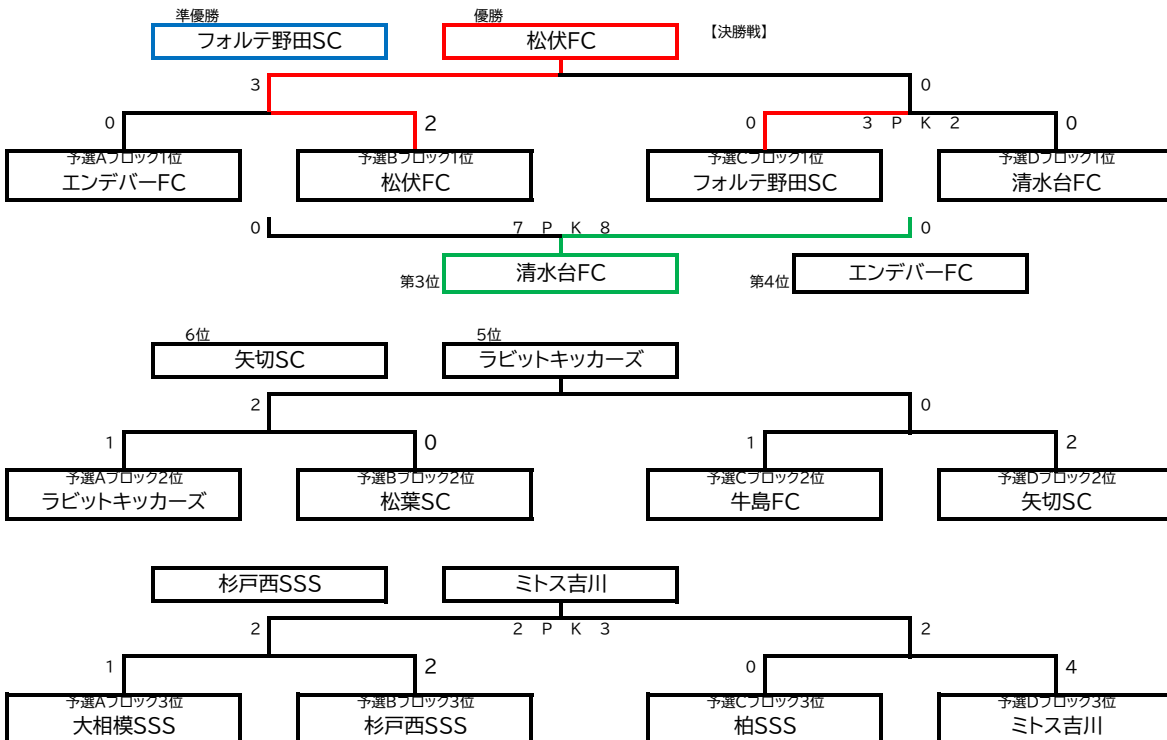 準優勝 優勝
フォルテ野田SC 松伏FC 【決勝戦】
3 0
0 2 0 3 P K 2 0
予選Aブロック1位 予選Bブロック1位 予選Cブロック1位 予選Dブロック1位
エンデバーFC 松伏FC フォルテ野田SC 清水台FC
0 7 P K 8 0
第3位 清水台FC 第4位 エンデバーFC
6位 5位
矢切SC ラビットキッカーズ
2 0
1 0 1 2
予選Aブロック2位 予選Bブロック2位 予選Cブロック2位 予選Dブロック2位
ラビットキッカーズ 松葉SC 牛島FC 矢切SC
杉戸西SSS ミトス吉川
2 2 P K 3 2
1 2 0 4
予選Aブロック3位 予選Bブロック3位 予選Cブロック3位 予選Dブロック3位
大相模SSS 杉戸西SSS 柏SSS ミトス吉川